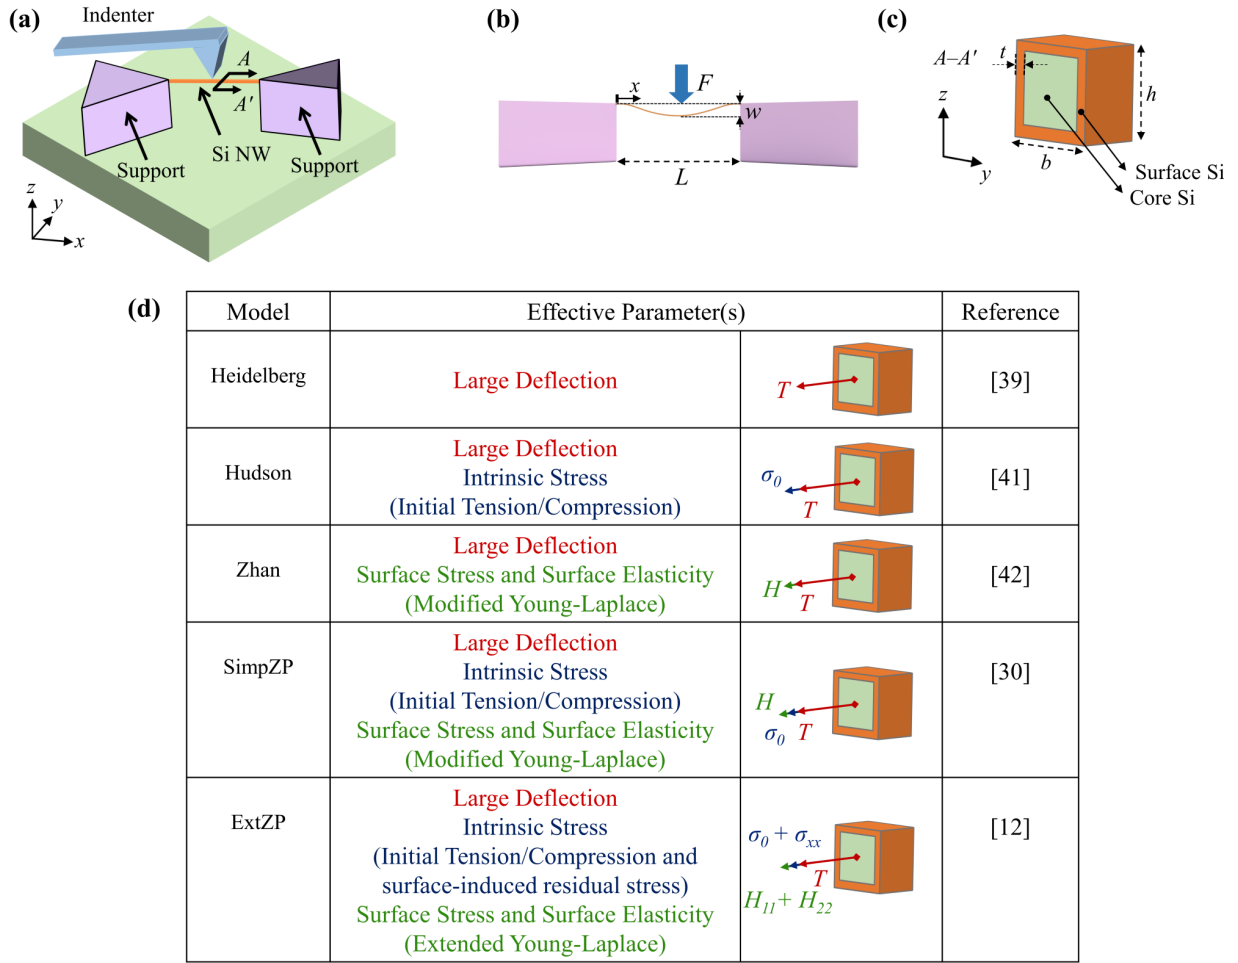 (a)
Indenter
A
A′
Si NW
Support
Support
z
y
x
(b)
F
x
w
L
(c)
A–A′
t
z
h
y
b
Surface Si
Core Si
(d)
Model
Effective Parameter(s)
Reference
Heidelberg
Large Deflection
T
[39]
Hudson
Large Deflection
Intrinsic Stress
(Initial Tension/Compression)
σ0
T
[41]
Zhan
Large Deflection
Surface Stress and Surface Elasticity
(Modified Young-Laplace)
H
T
[42]
SimpZP
Large Deflection
Intrinsic Stress
(Initial Tension/Compression)
Surface Stress and Surface Elasticity
(Modified Young-Laplace)
H
σ0
T
[30]
ExtZP
Large Deflection
Intrinsic Stress
(Initial Tension/Compression and
surface-induced residual stress)
Surface Stress and Surface Elasticity
(Extended Young-Laplace)
σ0 + σxx
T
H11+ H22
[12]